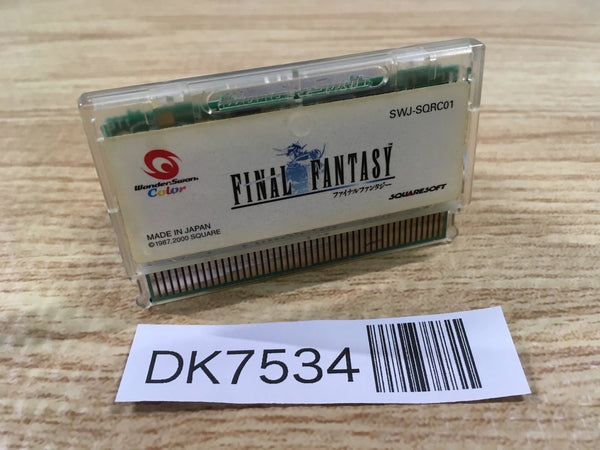 SWJ-SQRC01
WonderSwan
Color
FINAL FANTASY
ファイナルファンタジー
SQUARESOFT
MADE IN JAPAN
©1987,2000 SQUARE
DK7534